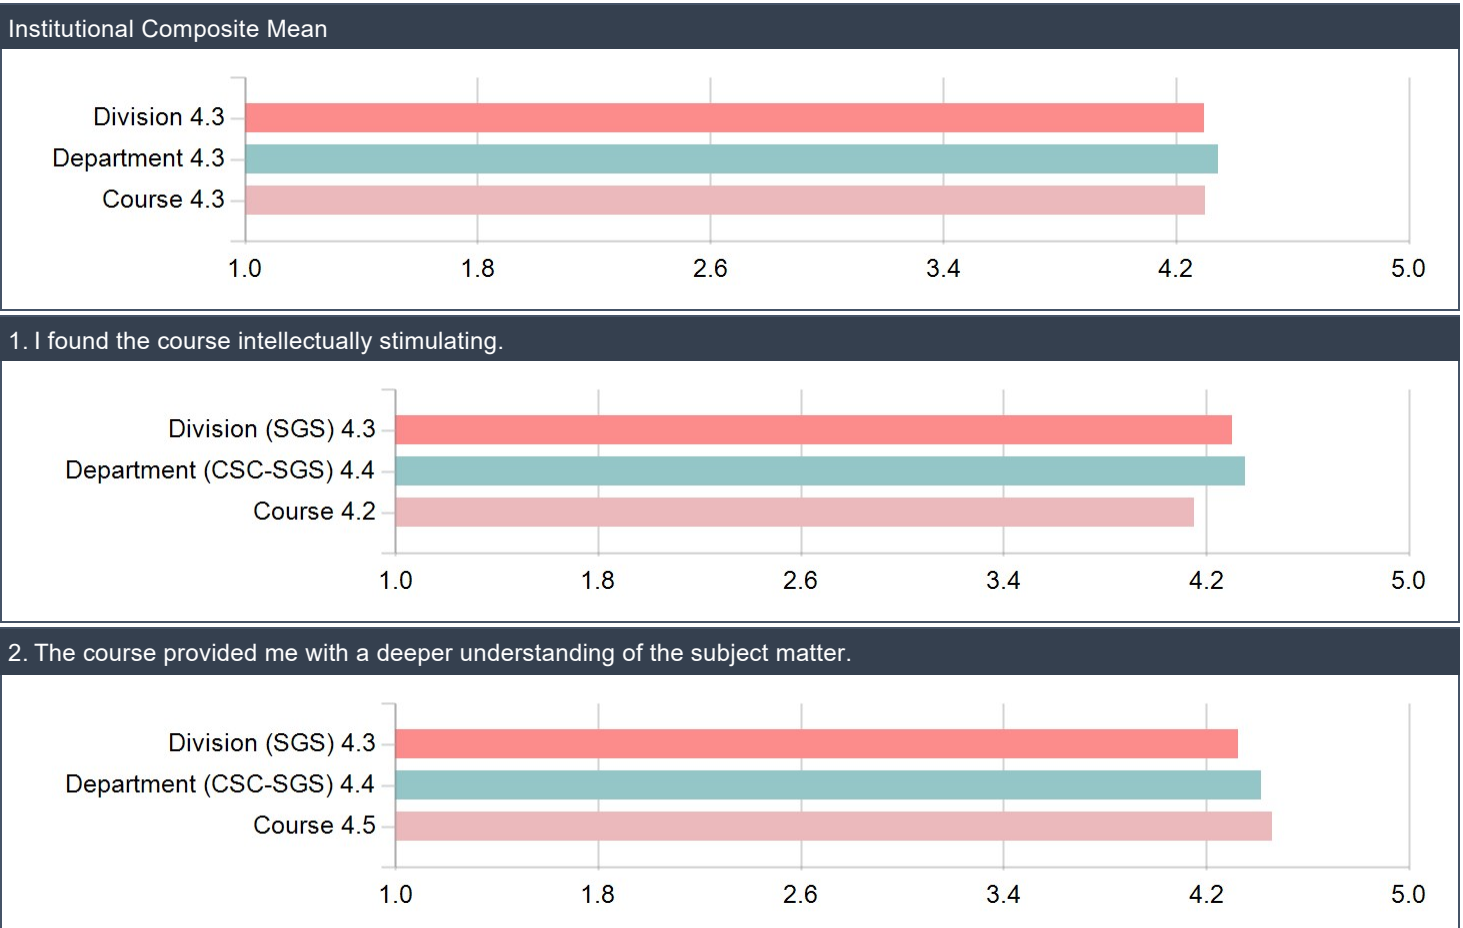 Institutional Composite Mean
Division 4.3
Department 4.3
Course 4.3
1.0 1.8 2.6 3.4 4.2 5.0
1. I found the course intellectually stimulating.
Division (SGS) 4.3
Department (CSC-SGS) 4.4
Course 4.2
1.0 1.8 2.6 3.4 4.2 5.0
2. The course provided me with a deeper understanding of the subject matter.
Division (SGS) 4.3
Department (CSC-SGS) 4.4
Course 4.5
1.0 1.8 2.6 3.4 4.2 5.0